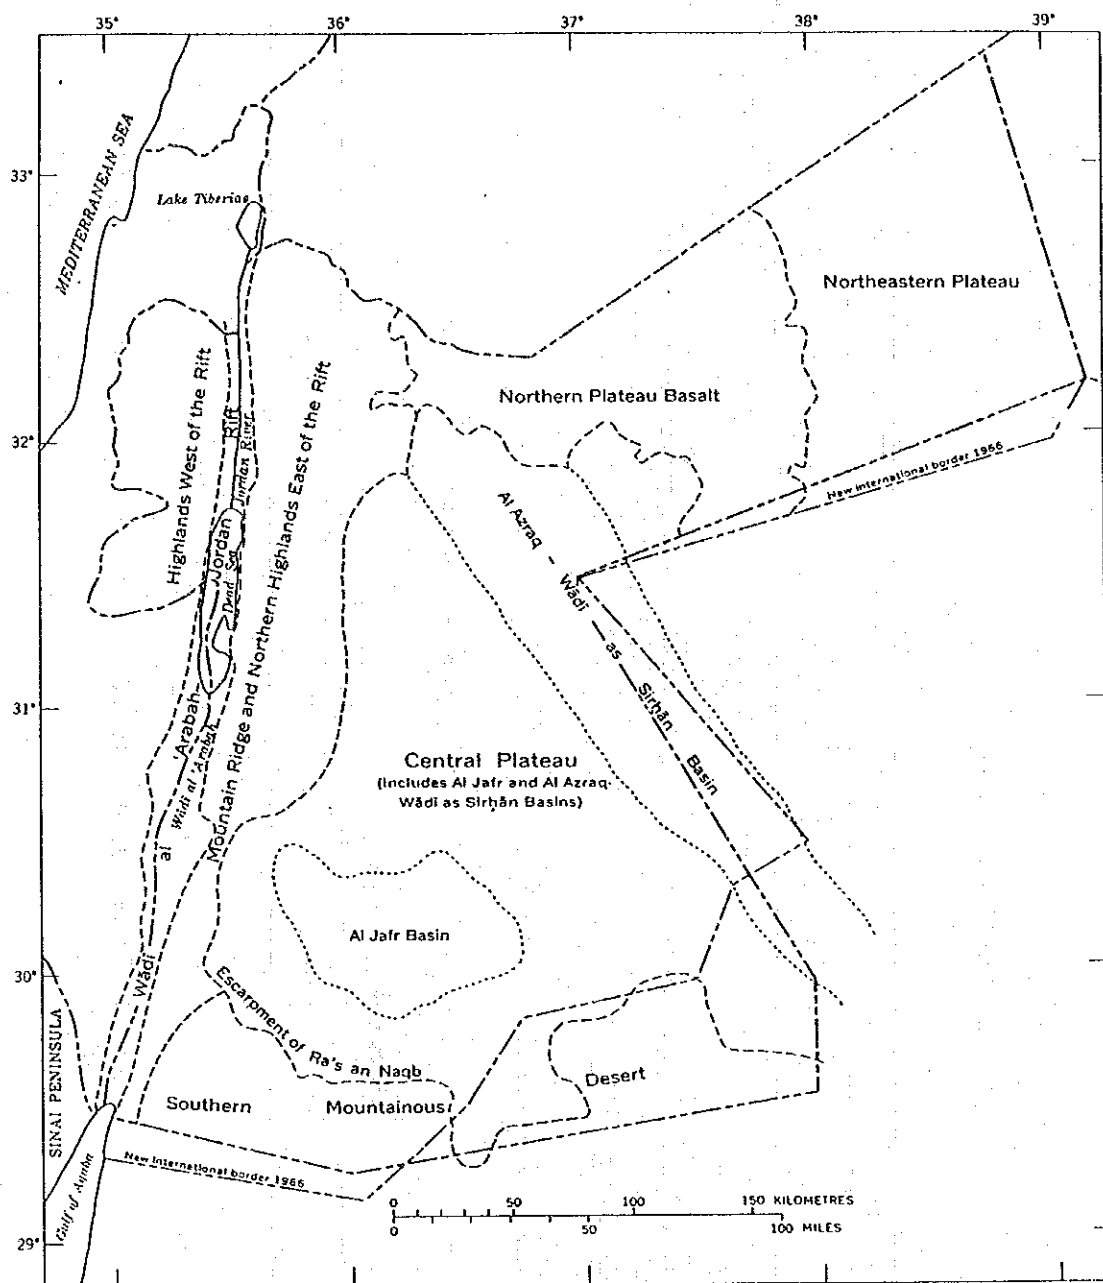 35°
36°
37°
38°
39°
33°
32°
31°
30°
29°
MEDITERRANEAN SEA
Lake Tiberias
Northeastern Plateau
Northern Plateau Basalt
New international border 1966
Highlands West of the Rift
Rift
Jordan River
Jordan
Dead Sea
Mountain Ridge and Northern Highlands East of the Rift
Al Azraq
Wādī
as
Sirḥān
Basin
'Arabah
Wādī al 'Arabah
al
Wādī
Central Plateau
(Includes Al Jafr and Al Azraq-
Wādī as Sirḥān Basins)
Al Jafr Basin
Escarpment of Ra's an Naqb
Southern
Mountainous
Desert
SINAI PENINSULA
Gulf of Aqaba
New international border 1966
0 50 100 150 KILOMETRES
0 50 100 MILES